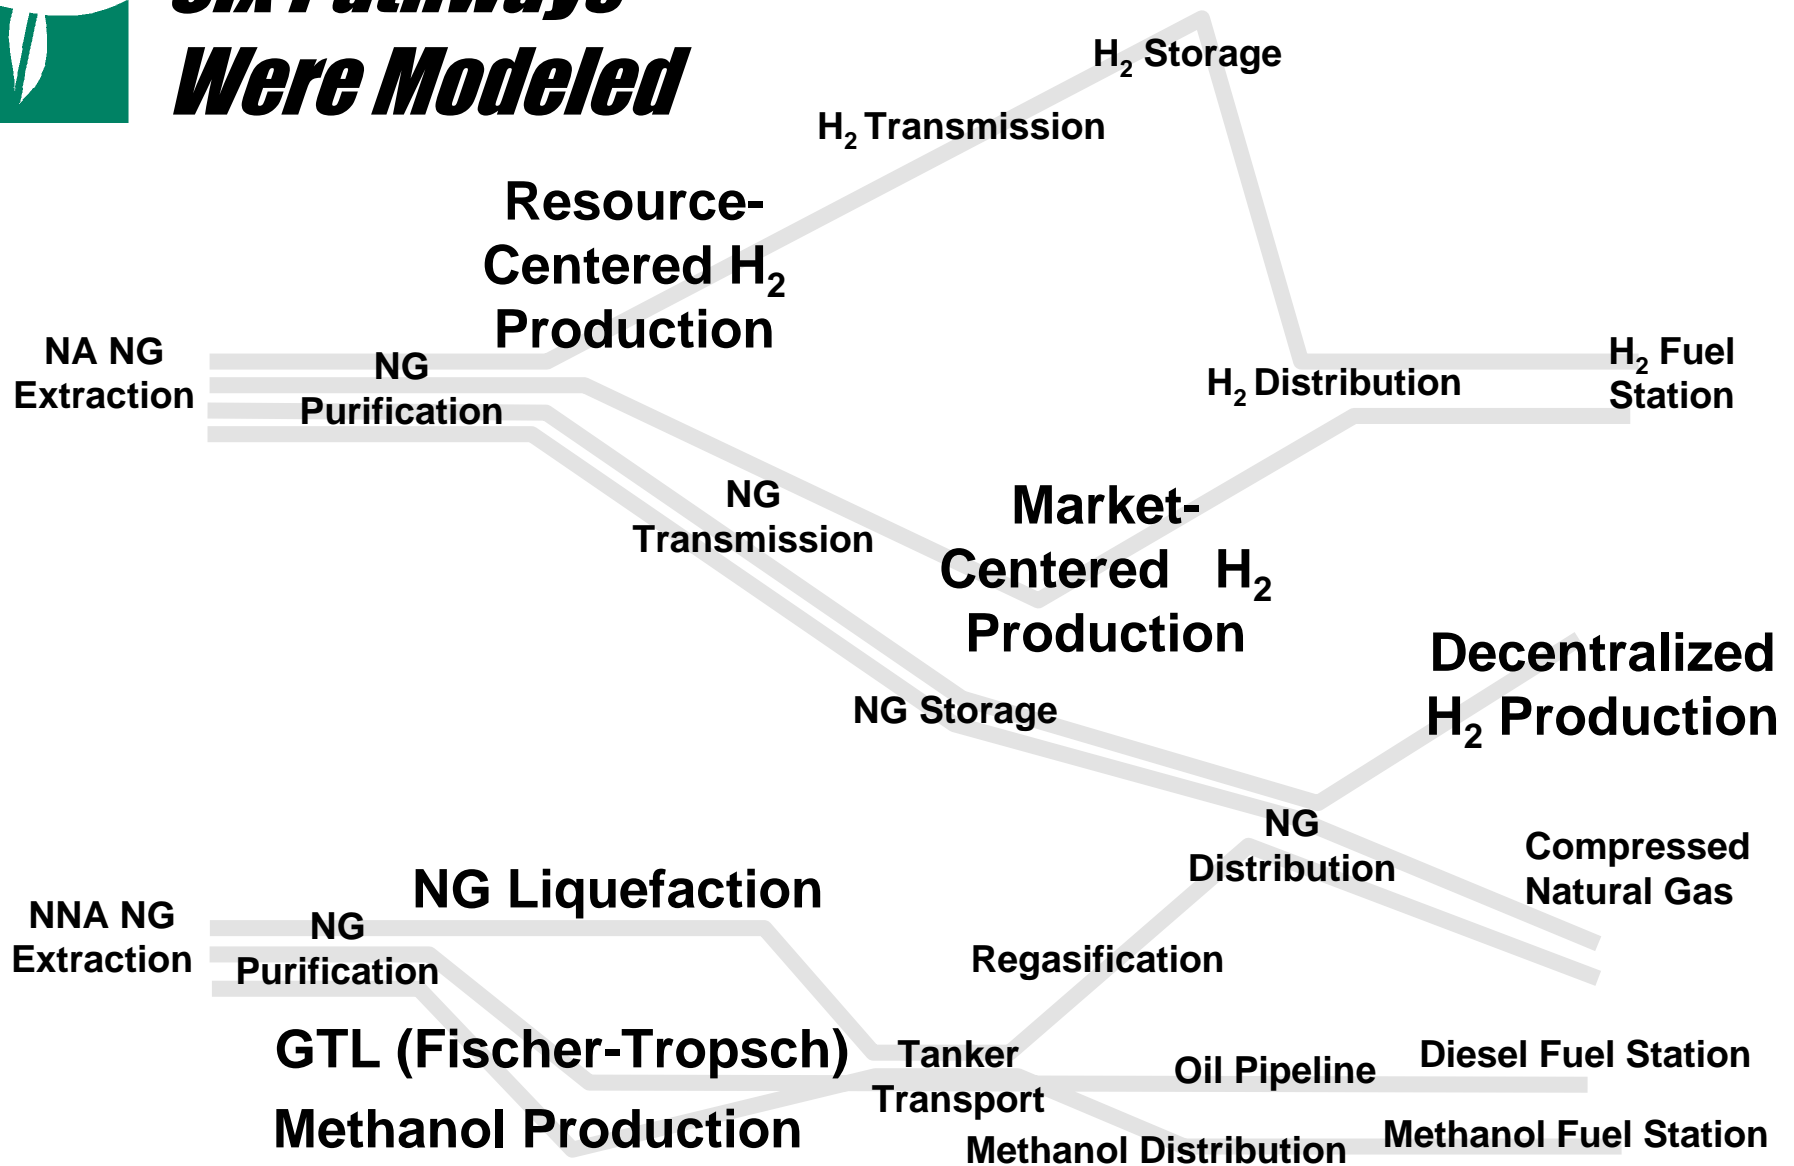 Six Pathways
Were Modeled
H₂ Storage
H₂ Transmission
Resource-
Centered H₂
Production
NA NG
Extraction
NG
Purification
H₂ Distribution
H₂ Fuel
Station
NG
Transmission
Market-
Centered H₂
Production
Decentralized
H₂ Production
NG Storage
NG
Distribution
Compressed
Natural Gas
NG Liquefaction
NNA NG
Extraction
NG
Purification
Regasification
GTL (Fischer-Tropsch)
Tanker
Transport
Oil Pipeline
Diesel Fuel Station
Methanol Production
Methanol Distribution
Methanol Fuel Station